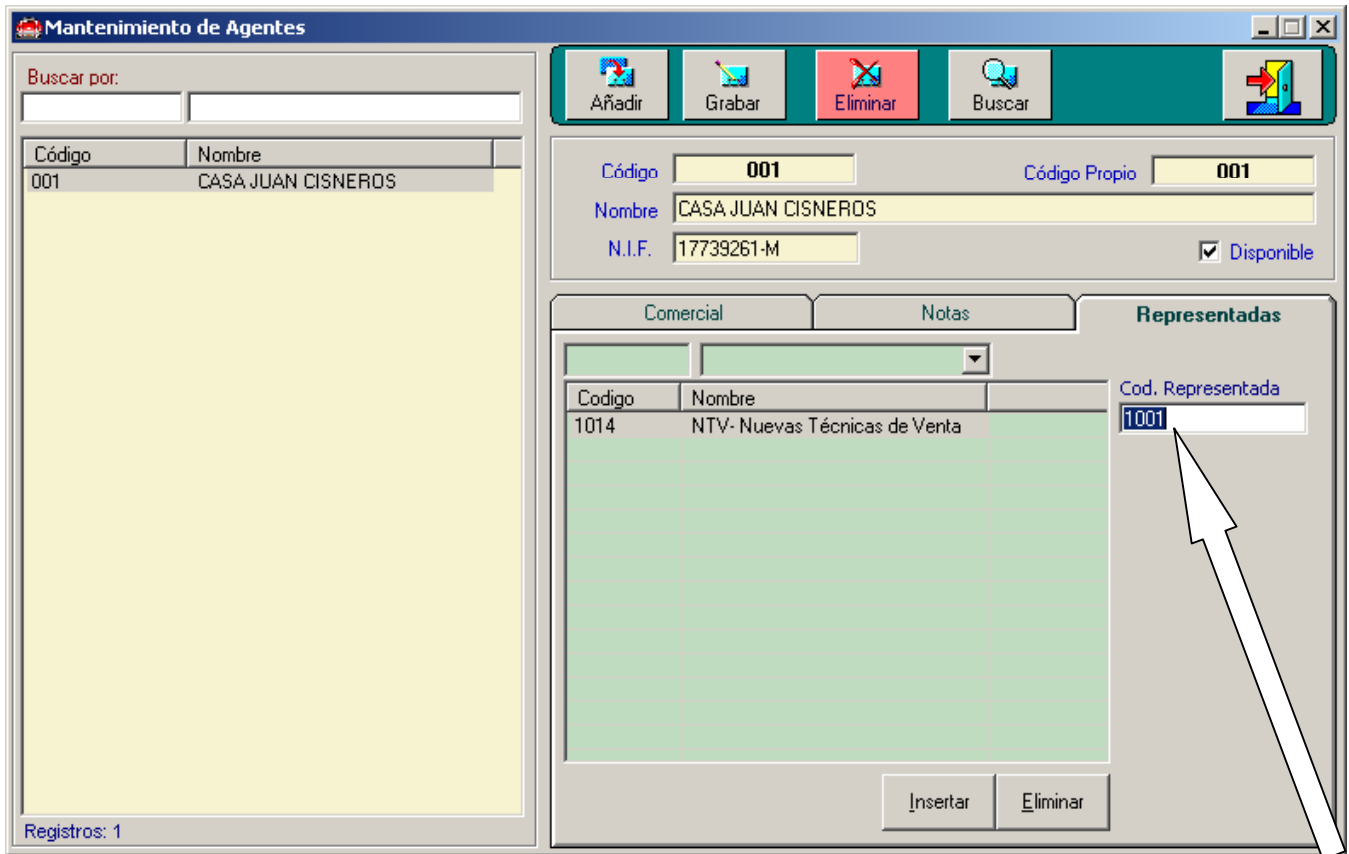 Mantenimiento de Agentes
Buscar por:
Código Nombre
001 CASA JUAN CISNEROS
Registros: 1
Añadir Grabar Eliminar Buscar
Código 001 Código Propio 001
Nombre CASA JUAN CISNEROS
N.I.F. 17739261-M Disponible
Comercial Notas Representadas
Codigo Nombre
1014 NTV- Nuevas Técnicas de Venta
Cod. Representada
1001
Insertar Eliminar